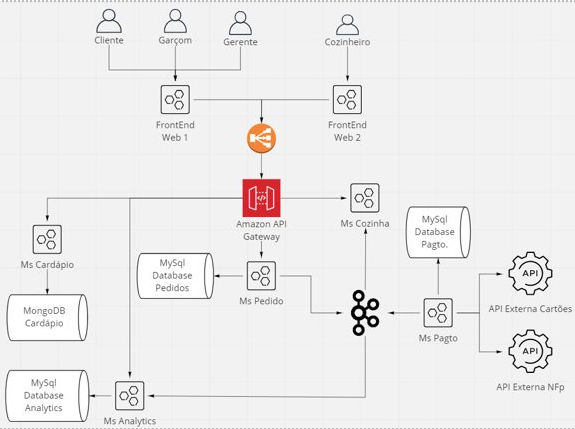 Cliente
Garçom
Gerente
Cozinheiro
FrontEnd
Web 1
FrontEnd
Web 2
Amazon API
Gateway
Ms Cozinha
MySql
Database
Pagto.
Ms Cardápio
MySql
Database
Pedidos
Ms Pedido
MongoDB
Cardápio
Ms Pagto
API
API Externa Cartões
API
API Externa NFp
MySql
Database
Analytics
Ms Analytics